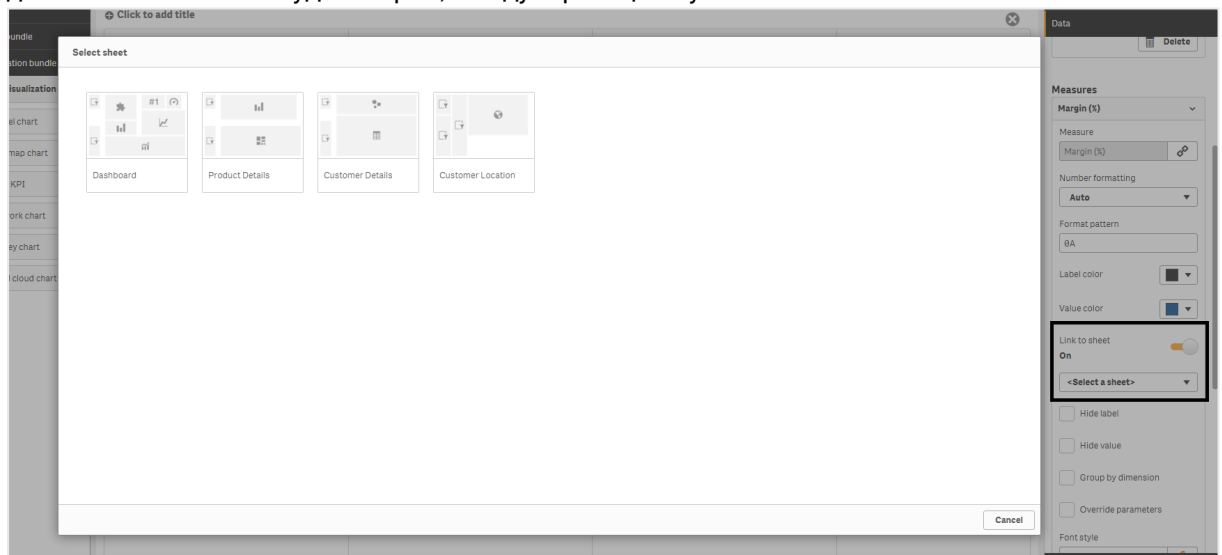 Click to add title
Data
bundle
ation bundle
isualization
el chart
map chart
KPI
ork chart
ey chart
cloud chart
Select sheet
#1
Dashboard
Product Details
Customer Details
Customer Location
Cancel
Delete
Measures
Margin (%)
Measure
Margin (%)
Number formatting
Auto
Format pattern
0A
Label color
Value color
Link to sheet
On
<Select a sheet>
Hide label
Hide value
Group by dimension
Override parameters
Font style